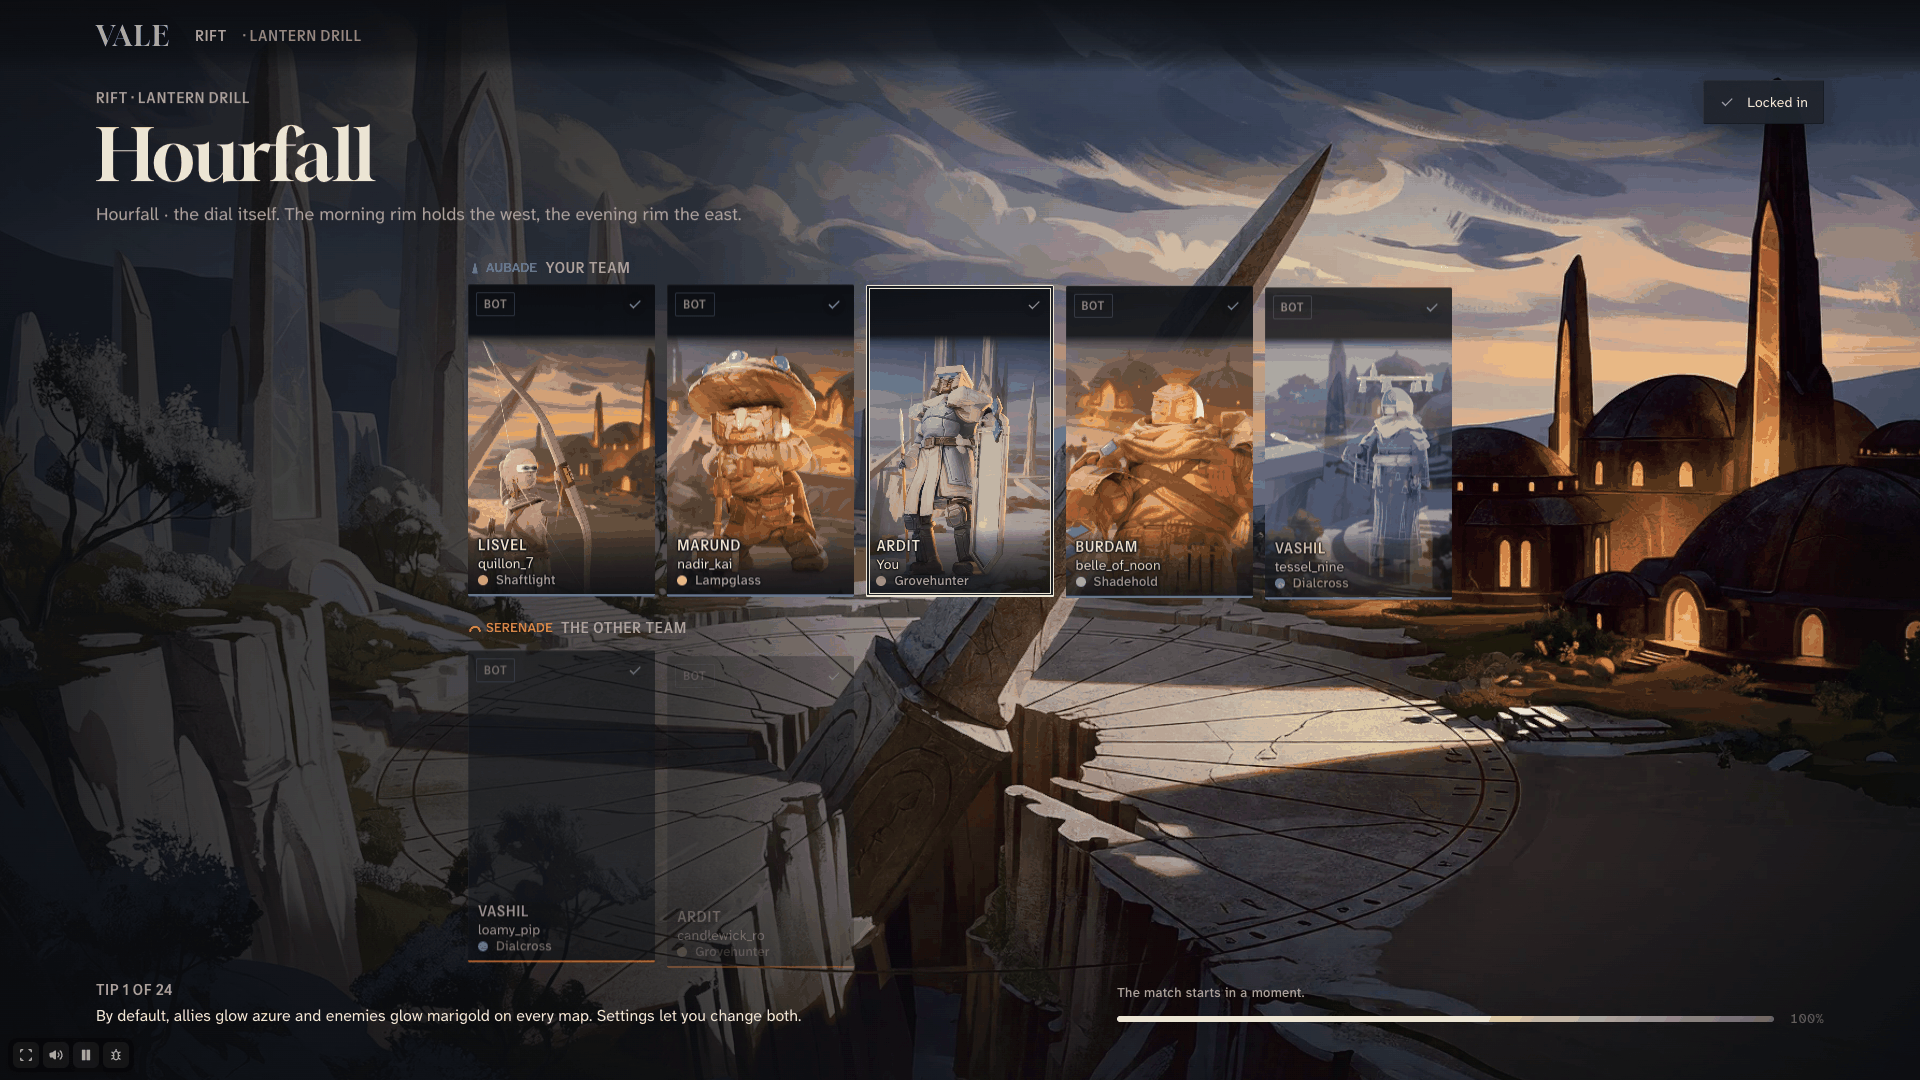 VALE RIFT · LANTERN DRILL
RIFT · LANTERN DRILL
Locked in
Hourfall
Hourfall · the dial itself. The morning rim holds the west, the evening rim the east.
AUBADE YOUR TEAM
BOT
LISVEL
quillon_7
Shaftlight
BOT
MARUND
nadir_kai
Lampglass
ARDIT
You
Grovehunter
BOT
BURDAM
belle_of_noon
Shadehold
BOT
VASHIL
tessel_nine
Dialcross
SERENADE THE OTHER TEAM
BOT
VASHIL
loamy_pip
Dialcross
BOT
ARDIT
candlewick_ro
Grovehunter
TIP 1 OF 24
By default, allies glow azure and enemies glow marigold on every map. Settings let you change both.
The match starts in a moment.
100%